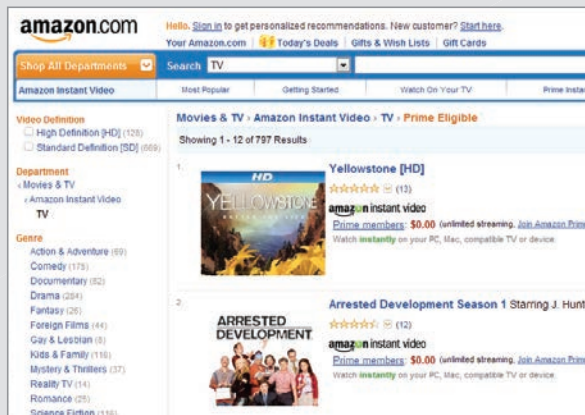 amazon.com
Hello. Sign in to get personalized recommendations. New customer? Start here.
Your Amazon.com | Today's Deals | Gifts & Wish Lists | Gift Cards
Shop All Departments Search TV
Amazon Instant Video Most Popular Getting Started Watch On Your TV Prime Insta
Video Definition
High Definition [HD] (128)
Standard Definition [SD] (669)
Department
‹ Movies & TV
‹ Amazon Instant Video
TV
Genre
Action & Adventure (69)
Comedy (175)
Documentary (82)
Drama (284)
Fantasy (26)
Foreign Films (44)
Gay & Lesbian (8)
Kids & Family (116)
Mystery & Thrillers (37)
Reality TV (14)
Romance (25)
Science Fiction
Movies & TV › Amazon Instant Video › TV › Prime Eligible
Showing 1 - 12 of 797 Results
1.
HD
YELLOWSTONE
Yellowstone [HD]
(13)
amazon instant video
Prime members: $0.00 (unlimited streaming, Join Amazon Prim
Watch instantly on your PC, Mac, compatible TV or device.
2.
ARRESTED
DEVELOPMENT
Arrested Development Season 1 Starring J. Hunt
(12)
amazon instant video
Prime members: $0.00 (unlimited streaming, Join Amazon Prime
Watch instantly on your PC, Mac, compatible TV or device.